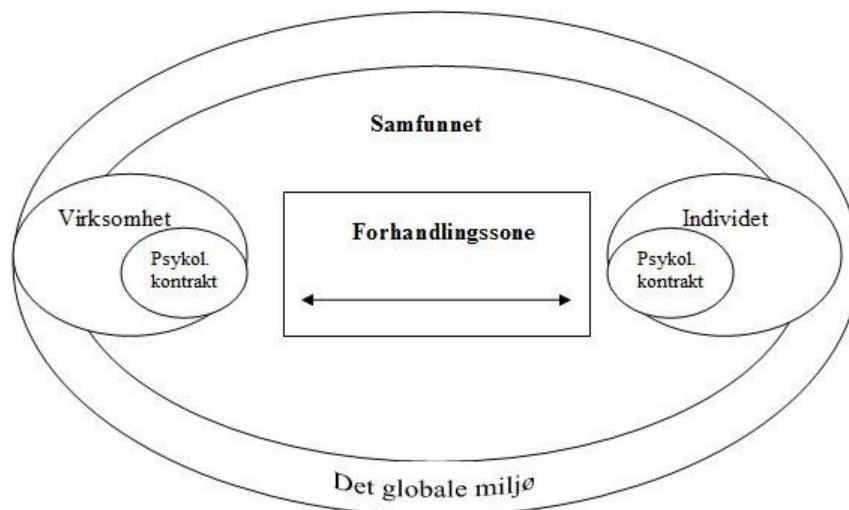 Samfunnet
Virksomhet
Psykol.
kontrakt
Forhandlingssone
Individet
Psykol.
kontrakt
Det globale miljø